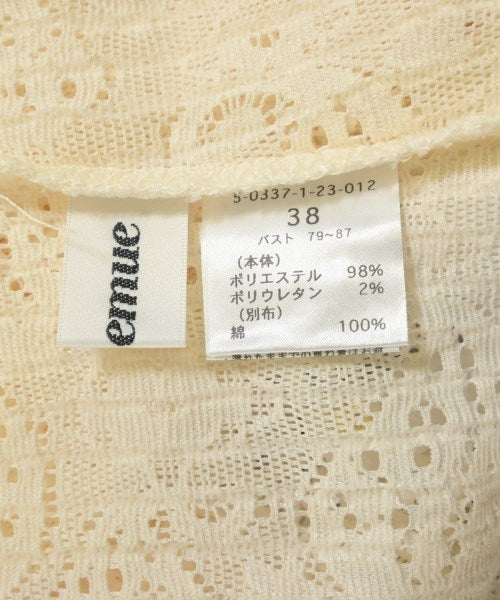 emue
5-0337-1-23-012
38
バスト 79~87
(本体)
ポリエステル 98%
ポリウレタン 2%
(別布)
綿 100%